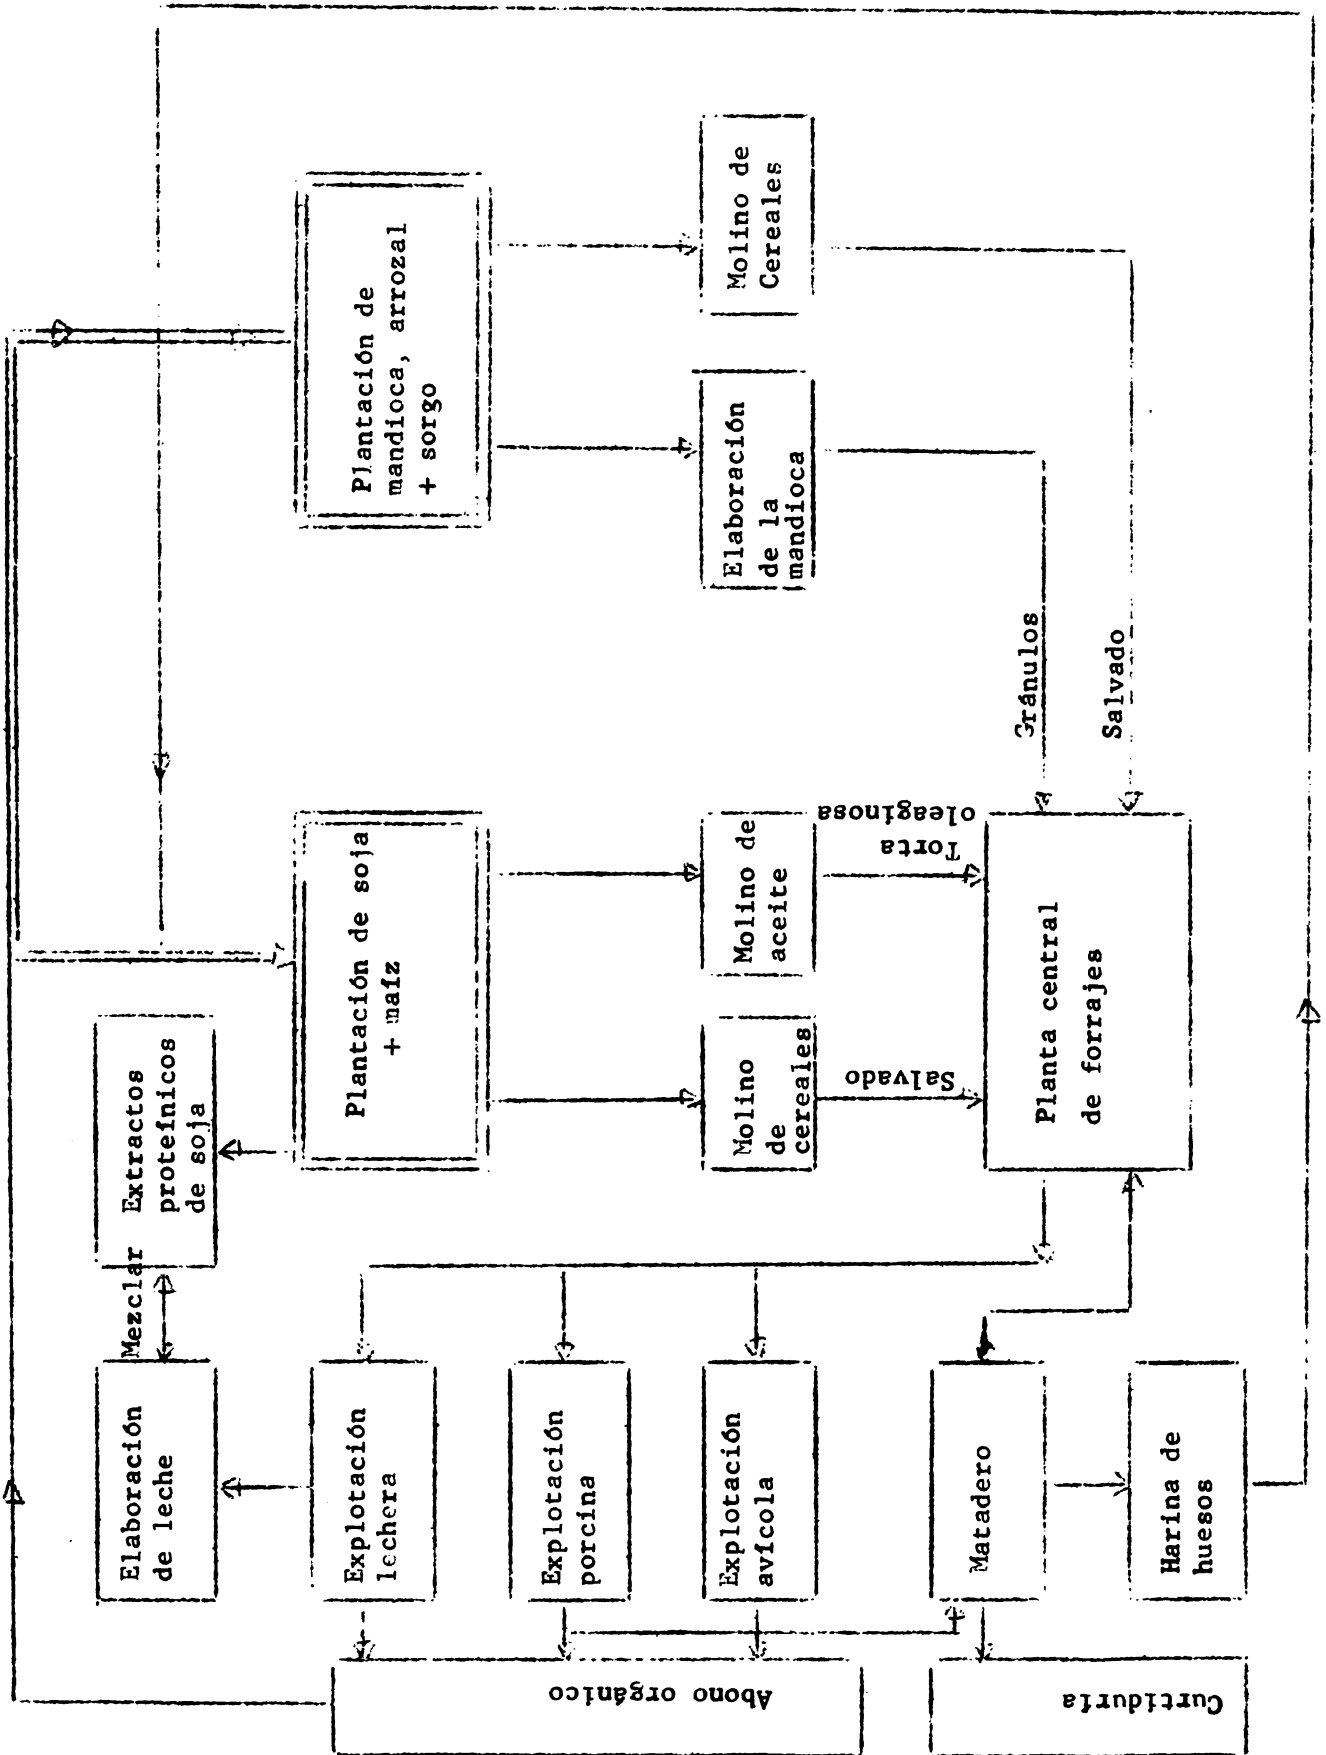 Elaboración
de leche
Mezclar
Extractos
proteínicos
de soja
Explotación
lechera
Explotación
porcina
Explotación
avícola
Matadero
Harina de
huesos
Abono orgánico
Curtiduría
Plantación de soja
+ maíz
Molino
de
cereales
Salvado
Molino de
aceite
Torta
oleaginosa
Planta central
de forrajes
Plantación de
mandioca, arrozal
+ sorgo
Elaboración
de la
mandioca
Molino de
Cereales
Gránulos
Salvado